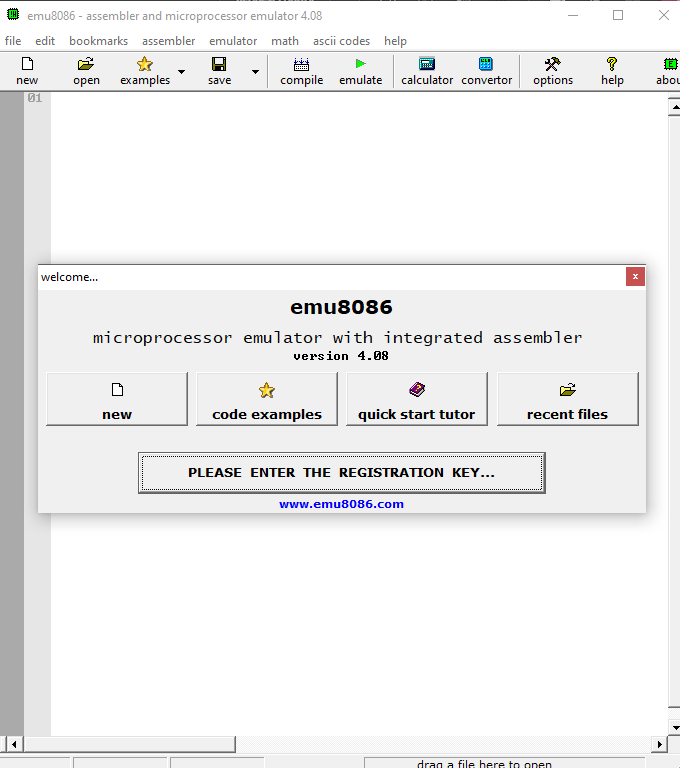 emu8086 - assembler and microprocessor emulator 4.08
file edit bookmarks assembler emulator math ascii codes help
new open examples save compile emulate calculator convertor options help
01
welcome...
x
emu8086
microprocessor emulator with integrated assembler
version 4.08
new code examples quick start tutor recent files
PLEASE ENTER THE REGISTRATION KEY...
www.emu8086.com
drag a file here to open